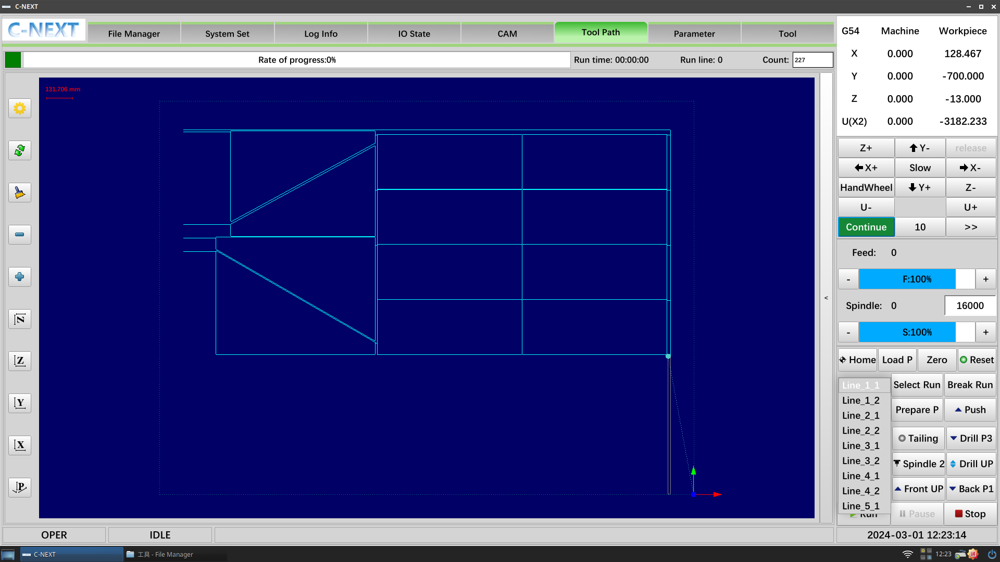 C-NEXT
C-NEXT
File Manager
System Set
Log Info
IO State
CAM
Tool Path
Parameter
Tool
Rate of progress:0%
Run time: 00:00:00
Run line: 0
Count: 227
131.706 mm
G54 Machine Workpiece
X 0.000 128.467
Y 0.000 -700.000
Z 0.000 -13.000
U(X2) 0.000 -3182.233
Z+ Y- release
X+ Slow X-
HandWheel Y+ Z-
U- U+
Continue 10 >>
<
Feed: 0
- F:100% +
Spindle: 0 16000
- S:100% +
Home Load P Zero Reset
Line_1_1 Select Run Break Run
Line_1_2
Prepare P Push
Line_2_1
Line_2_2
Tailing Drill P3
Line_3_1
Line_3_2
Spindle 2 Drill UP
Line_4_1
Line_4_2
Front UP Back P1
Line_5_1
Run Pause Stop
N
Z
Y
X
P
OPER IDLE 2024-03-01 12:23:14
C-NEXT 工具 - File Manager 12:23 拼